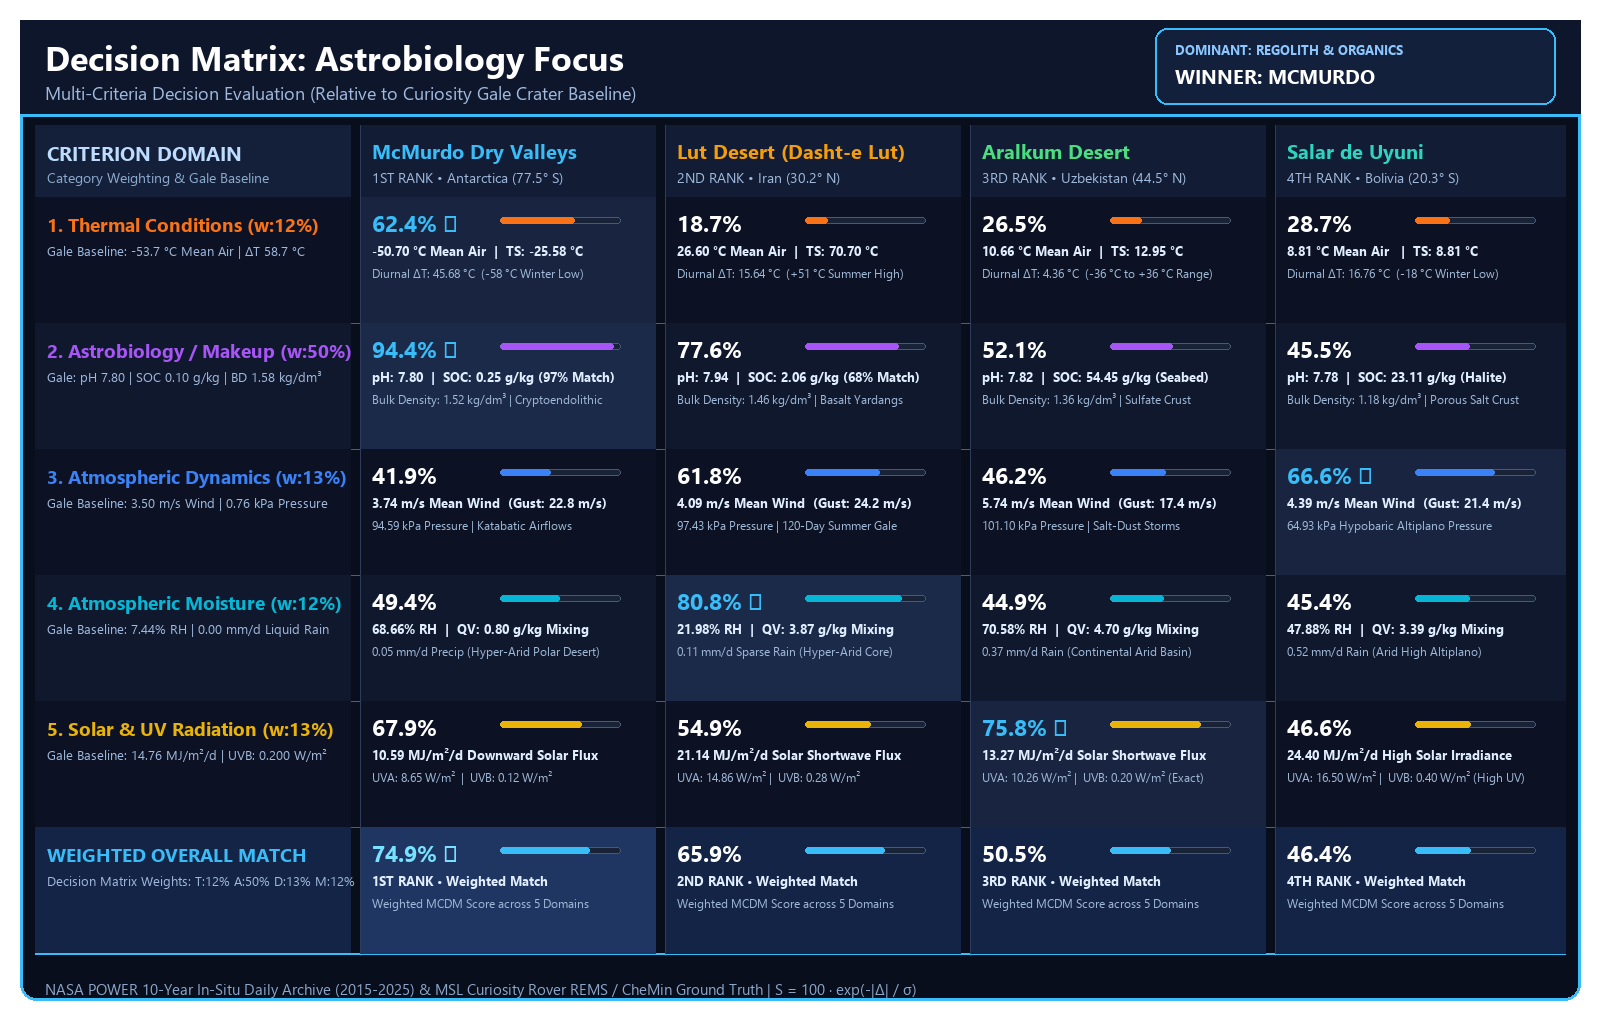 Decision Matrix: Astrobiology Focus
Multi-Criteria Decision Evaluation (Relative to Curiosity Gale Crater Baseline)
DOMINANT: REGOLITH & ORGANICS
WINNER: MCMURDO
CRITERION DOMAIN
Category Weighting & Gale Baseline
McMurdo Dry Valleys
1ST RANK • Antarctica (77.5° S)
Lut Desert (Dasht-e Lut)
2ND RANK • Iran (30.2° N)
Aralkum Desert
3RD RANK • Uzbekistan (44.5° N)
Salar de Uyuni
4TH RANK • Bolivia (20.3° S)
1. Thermal Conditions (w:12%)
Gale Baseline: -53.7 °C Mean Air | ΔT 58.7 °C
62.4%
-50.70 °C Mean Air | TS: -25.58 °C
Diurnal ΔT: 45.68 °C (-58 °C Winter Low)
18.7%
26.60 °C Mean Air | TS: 70.70 °C
Diurnal ΔT: 15.64 °C (+51 °C Summer High)
26.5%
10.66 °C Mean Air | TS: 12.95 °C
Diurnal ΔT: 4.36 °C (-36 °C to +36 °C Range)
28.7%
8.81 °C Mean Air | TS: 8.81 °C
Diurnal ΔT: 16.76 °C (-18 °C Winter Low)
2. Astrobiology / Makeup (w:50%)
Gale: pH 7.80 | SOC 0.10 g/kg | BD 1.58 kg/dm³
94.4%
pH: 7.80 | SOC: 0.25 g/kg (97% Match)
Bulk Density: 1.52 kg/dm³ | Cryptoendolithic
77.6%
pH: 7.94 | SOC: 2.06 g/kg (68% Match)
Bulk Density: 1.46 kg/dm³ | Basalt Yardangs
52.1%
pH: 7.82 | SOC: 54.45 g/kg (Seabed)
Bulk Density: 1.36 kg/dm³ | Sulfate Crust
45.5%
pH: 7.78 | SOC: 23.11 g/kg (Halite)
Bulk Density: 1.18 kg/dm³ | Porous Salt Crust
3. Atmospheric Dynamics (w:13%)
Gale Baseline: 3.50 m/s Wind | 0.76 kPa Pressure
41.9%
3.74 m/s Mean Wind (Gust: 22.8 m/s)
94.59 kPa Pressure | Katabatic Airflows
61.8%
4.09 m/s Mean Wind (Gust: 24.2 m/s)
97.43 kPa Pressure | 120-Day Summer Gale
46.2%
5.74 m/s Mean Wind (Gust: 17.4 m/s)
101.10 kPa Pressure | Salt-Dust Storms
66.6%
4.39 m/s Mean Wind (Gust: 21.4 m/s)
64.93 kPa Hypobaric Altiplano Pressure
4. Atmospheric Moisture (w:12%)
Gale Baseline: 7.44% RH | 0.00 mm/d Liquid Rain
49.4%
68.66% RH | QV: 0.80 g/kg Mixing
0.05 mm/d Precip (Hyper-Arid Polar Desert)
80.8%
21.98% RH | QV: 3.87 g/kg Mixing
0.11 mm/d Sparse Rain (Hyper-Arid Core)
44.9%
70.58% RH | QV: 4.70 g/kg Mixing
0.37 mm/d Rain (Continental Arid Basin)
45.4%
47.88% RH | QV: 3.39 g/kg Mixing
0.52 mm/d Rain (Arid High Altiplano)
5. Solar & UV Radiation (w:13%)
Gale Baseline: 14.76 MJ/m²/d | UVB: 0.200 W/m²
67.9%
10.59 MJ/m²/d Downward Solar Flux
UVA: 8.65 W/m² | UVB: 0.12 W/m²
54.9%
21.14 MJ/m²/d Solar Shortwave Flux
UVA: 14.86 W/m² | UVB: 0.28 W/m²
75.8%
13.27 MJ/m²/d Solar Shortwave Flux
UVA: 10.26 W/m² | UVB: 0.20 W/m² (Exact)
46.6%
24.40 MJ/m²/d High Solar Irradiance
UVA: 16.50 W/m² | UVB: 0.40 W/m² (High UV)
WEIGHTED OVERALL MATCH
Decision Matrix Weights: T:12% A:50% D:13% M:12%
74.9%
1ST RANK • Weighted Match
Weighted MCDM Score across 5 Domains
65.9%
2ND RANK • Weighted Match
Weighted MCDM Score across 5 Domains
50.5%
3RD RANK • Weighted Match
Weighted MCDM Score across 5 Domains
46.4%
4TH RANK • Weighted Match
Weighted MCDM Score across 5 Domains
NASA POWER 10-Year In-Situ Daily Archive (2015-2025) & MSL Curiosity Rover REMS / CheMin Ground Truth | S = 100 · exp(-|Δ| / σ)